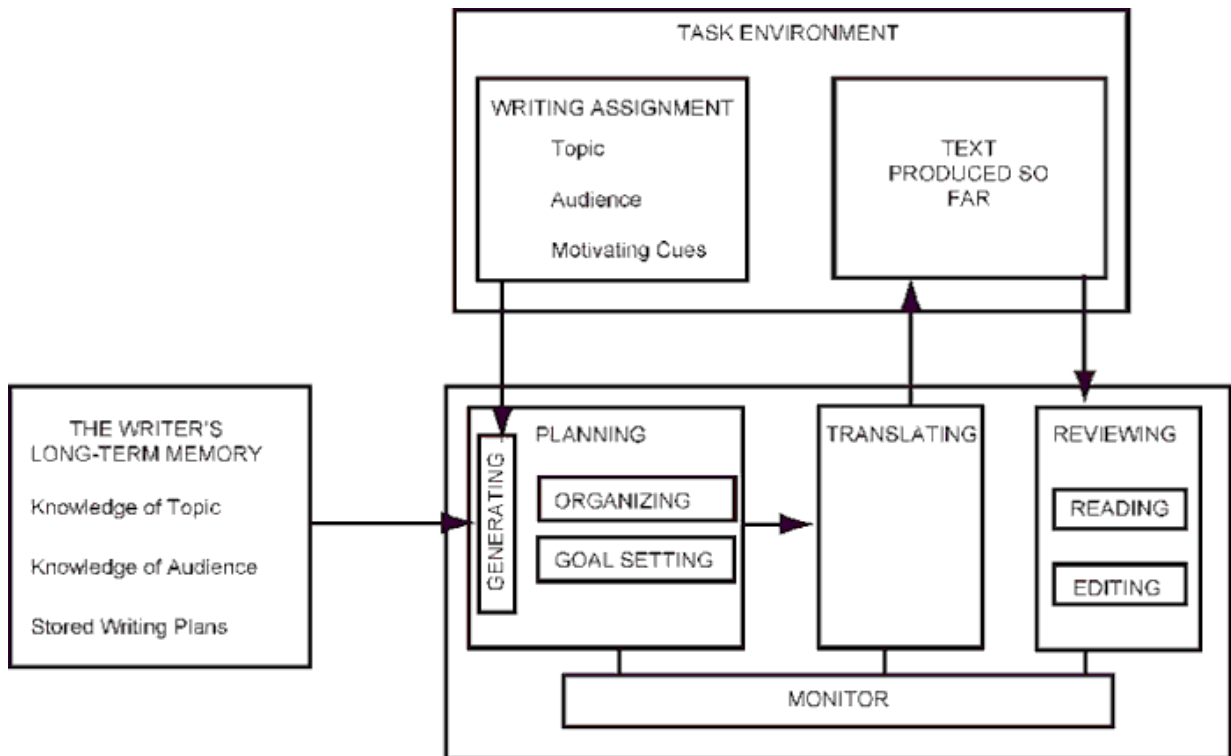 TASK ENVIRONMENT
WRITING ASSIGNMENT
Topic
Audience
Motivating Cues
TEXT
PRODUCED SO
FAR
THE WRITER'S
LONG-TERM MEMORY
Knowledge of Topic
Knowledge of Audience
Stored Writing Plans
PLANNING
GENERATING
ORGANIZING
GOAL SETTING
TRANSLATING
REVIEWING
READING
EDITING
MONITOR